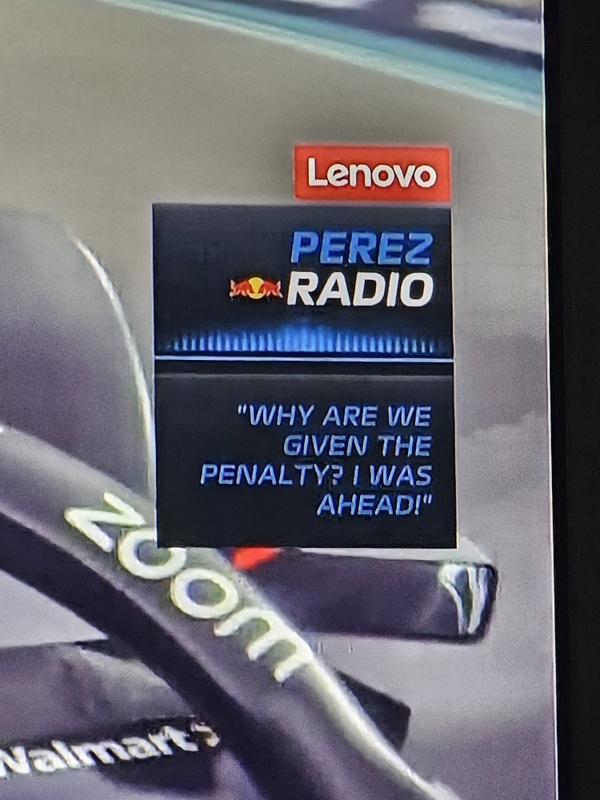 Lenovo
PEREZ
RADIO
"WHY ARE WE
GIVEN THE
PENALTY? I WAS
AHEAD!"
zoom
Walmart